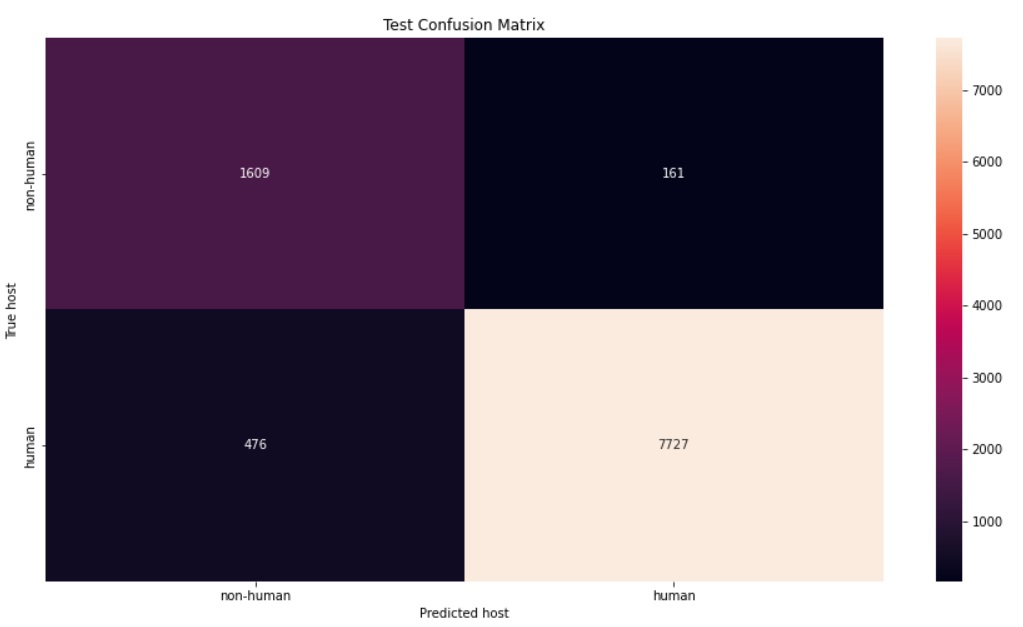 Test Confusion Matrix
non-human
1609
161
7000
6000
5000
4000
3000
2000
1000
True host
human
476
7727
non-human
human
Predicted host